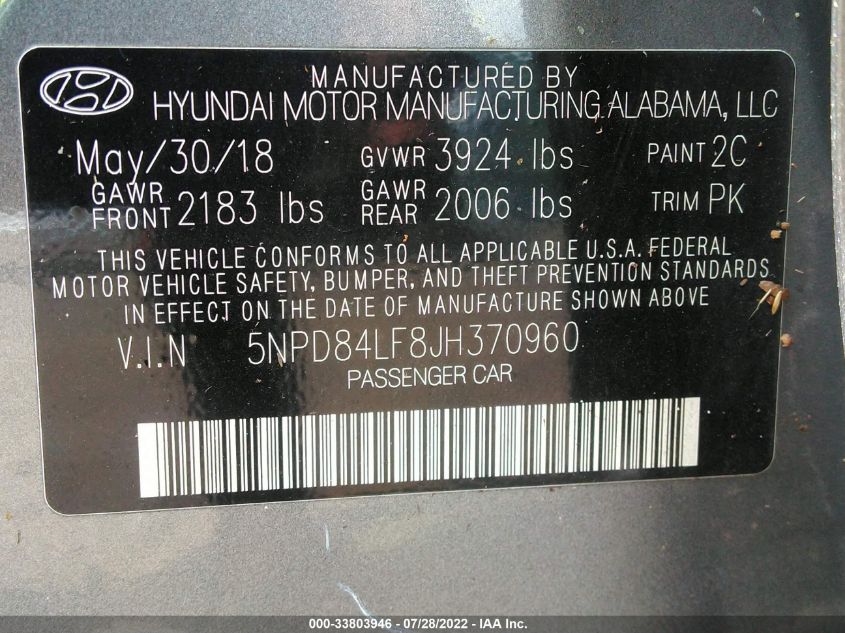 MANUFACTURED BY
HYUNDAI MOTOR MANUFACTURING ALABAMA, LLC
May/30/18 GVWR 3924 lbs PAINT 2C
GAWR FRONT 2183 lbs GAWR REAR 2006 lbs TRIM PK
THIS VEHICLE CONFORMS TO ALL APPLICABLE U.S.A. FEDERAL
MOTOR VEHICLE SAFETY, BUMPER, AND THEFT PREVENTION STANDARDS
IN EFFECT ON THE DATE OF MANUFACTURE SHOWN ABOVE
V.I.N 5NPD84LF8JH370960
PASSENGER CAR
000-33803946 - 07/28/2022 - IAA Inc.